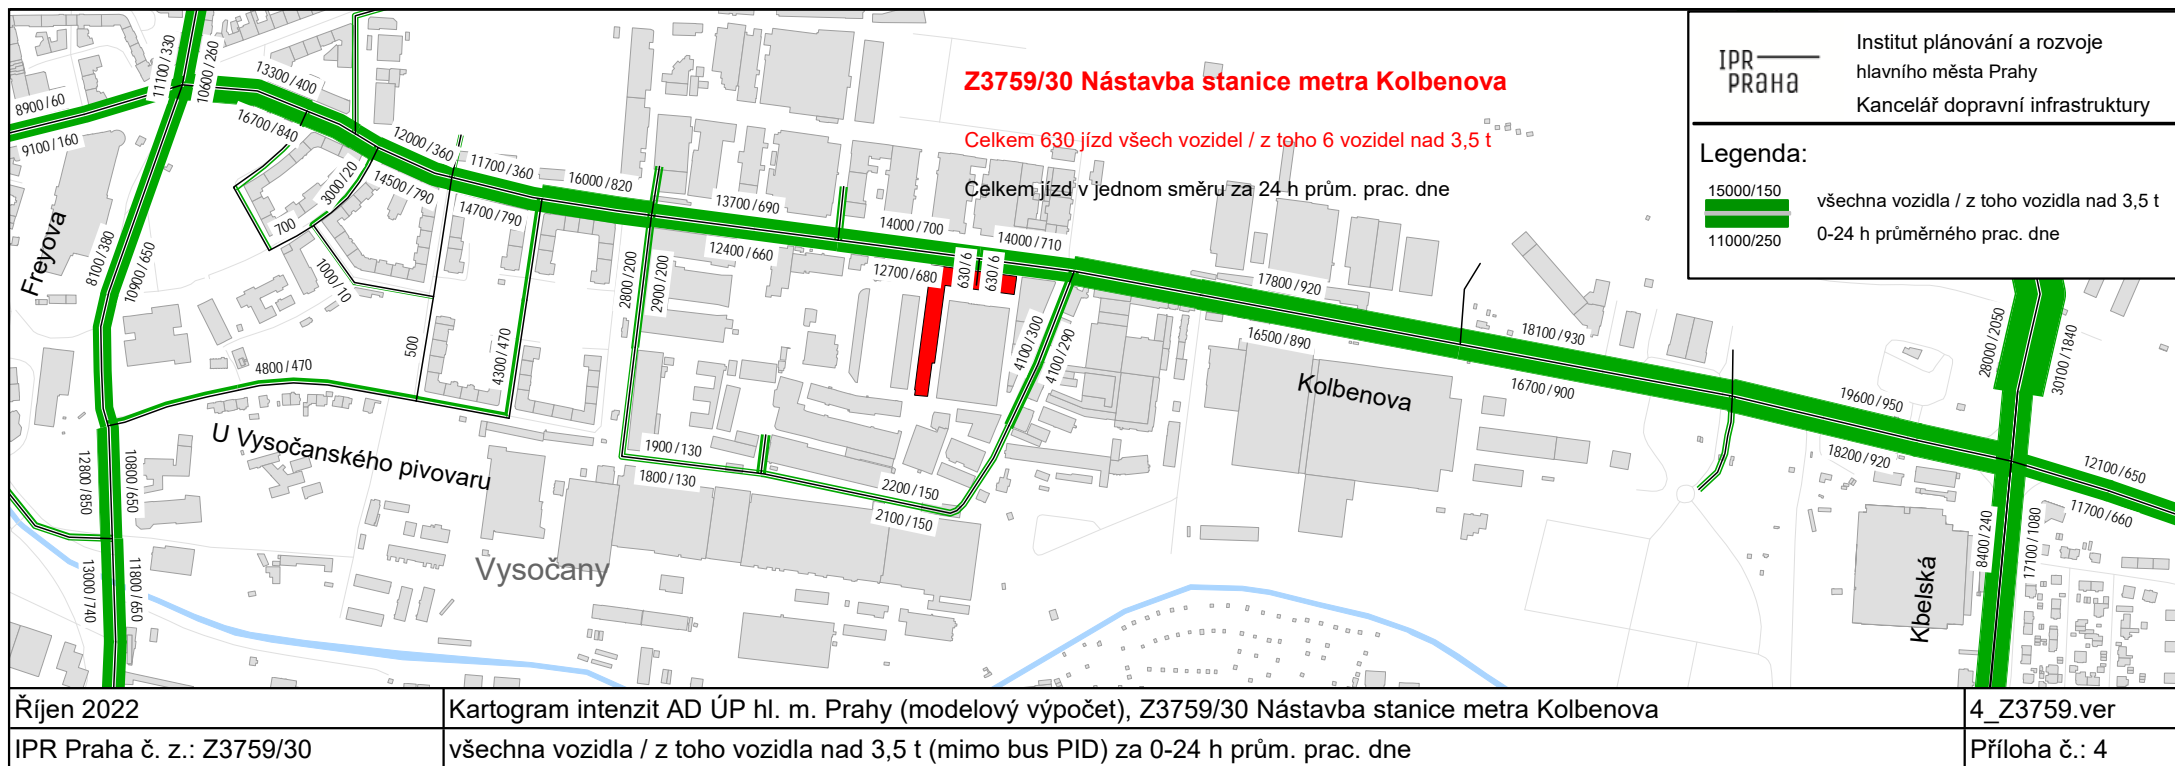 Z3759/30 Nástavba stanice metra Kolbenova
Celkem 630 jízd všech vozidel / z toho 6 vozidel nad 3,5 t
Celkem jízd v jednom směru za 24 h prům. prac. dne
IPR
PRAHA
Institut plánování a rozvoje
hlavního města Prahy
Kancelář dopravní infrastruktury
Legenda:
15000/150
všechna vozidla / z toho vozidla nad 3,5 t
11000/250
0-24 h průměrného prac. dne
8900/60
9100/160
11100/330
10600/260
13300/400
16700/840
12000/360
11700/360
16000/820
3000/20
14500/790
14700/790
700
1000/10
500
4300/470
4800/470
8100/380
10900/650
12800/850
10800/650
13000/740
11800/650
2800/200
2900/200
13700/690
12400/660
14000/700
12700/680
14000/710
630/6
630/6
4100/300
4100/290
1900/130
1800/130
2200/150
2100/150
17800/920
16500/890
18100/930
16700/900
19600/950
18200/920
28000/2050
30100/1840
12100/650
11700/660
8400/240
17100/1080
Freyova
U Vysočanského pivovaru
Vysočany
Kolbenova
Kbelská
Říjen 2022
Kartogram intenzit AD ÚP hl. m. Prahy (modelový výpočet), Z3759/30 Nástavba stanice metra Kolbenova
4_Z3759.ver
IPR Praha č. z.: Z3759/30
všechna vozidla / z toho vozidla nad 3,5 t (mimo bus PID) za 0-24 h prům. prac. dne
Příloha č.: 4